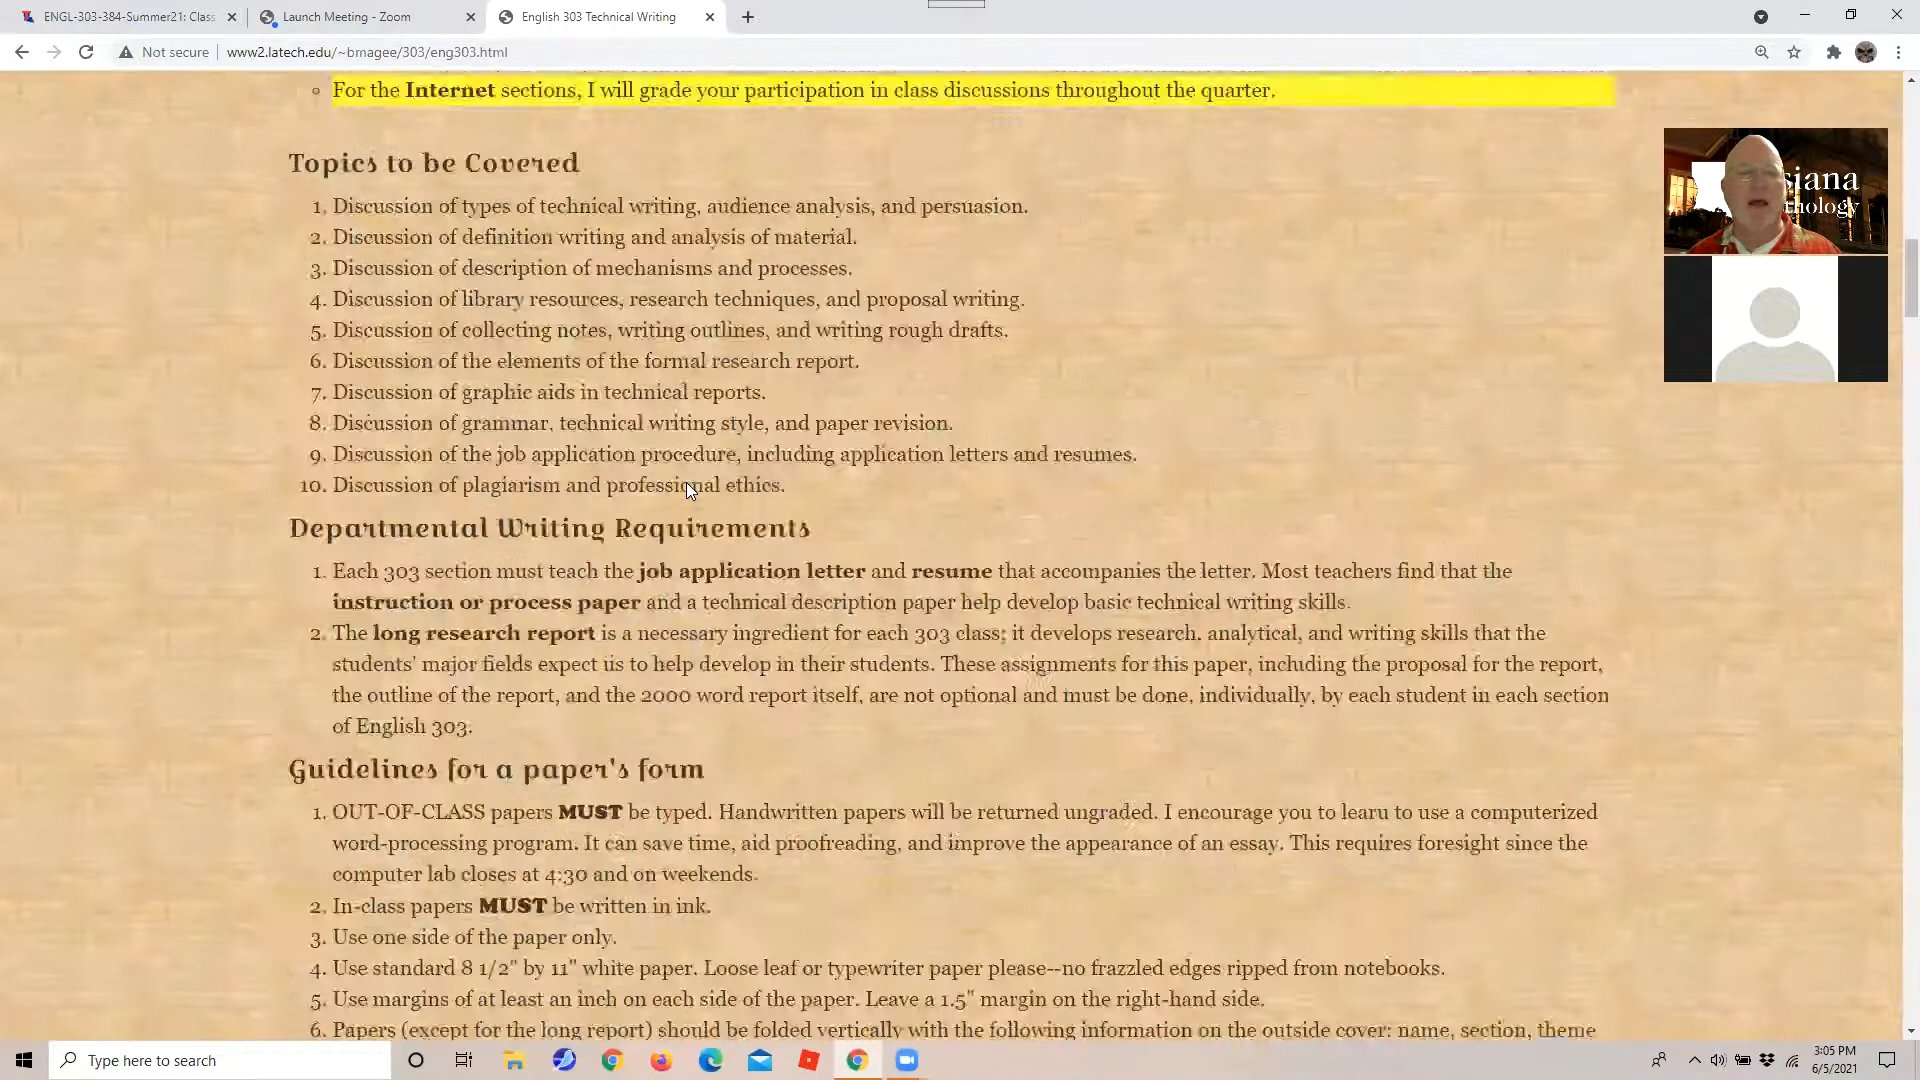 ENGL-303-384-Summer21: Class
Launch Meeting - Zoom
English 303 Technical Writing
Not secure
www2.latech.edu/~bmagee/303/eng303.html
For the Internet sections, I will grade your participation in class discussions throughout the quarter.
Topics to be Covered
1. Discussion of types of technical writing, audience analysis, and persuasion.
2. Discussion of definition writing and analysis of material.
3. Discussion of description of mechanisms and processes.
4. Discussion of library resources, research techniques, and proposal writing.
5. Discussion of collecting notes, writing outlines, and writing rough drafts.
6. Discussion of the elements of the formal research report.
7. Discussion of graphic aids in technical reports.
8. Discussion of grammar, technical writing style, and paper revision.
9. Discussion of the job application procedure, including application letters and resumes.
10. Discussion of plagiarism and professional ethics.
siana
hology
Departmental Writing Requirements
1. Each 303 section must teach the job application letter and resume that accompanies the letter. Most teachers find that the
instruction or process paper and a technical description paper help develop basic technical writing skills.
2. The long research report is a necessary ingredient for each 303 class; it develops research, analytical, and writing skills that the
students' major fields expect us to help develop in their students. These assignments for this paper, including the proposal for the report,
the outline of the report, and the 2000 word report itself, are not optional and must be done, individually, by each student in each section
of English 303.
Guidelines for a paper's form
1. OUT-OF-CLASS papers MUST be typed. Handwritten papers will be returned ungraded. I encourage you to learu to use a computerized
word-processing program. It can save time, aid proofreading, and improve the appearance of an essay. This requires foresight since the
computer lab closes at 4:30 and on weekends.
2. In-class papers MUST be written in ink.
3. Use one side of the paper only.
4. Use standard 8 1/2" by 11" white paper. Loose leaf or typewriter paper please--no frazzled edges ripped from notebooks.
5. Use margins of at least an inch on each side of the paper. Leave a 1.5" margin on the right-hand side.
6. Papers (except for the long report) should be folded vertically with the following information on the outside cover: name, section, theme
Type here to search
3:05 PM
6/5/2021